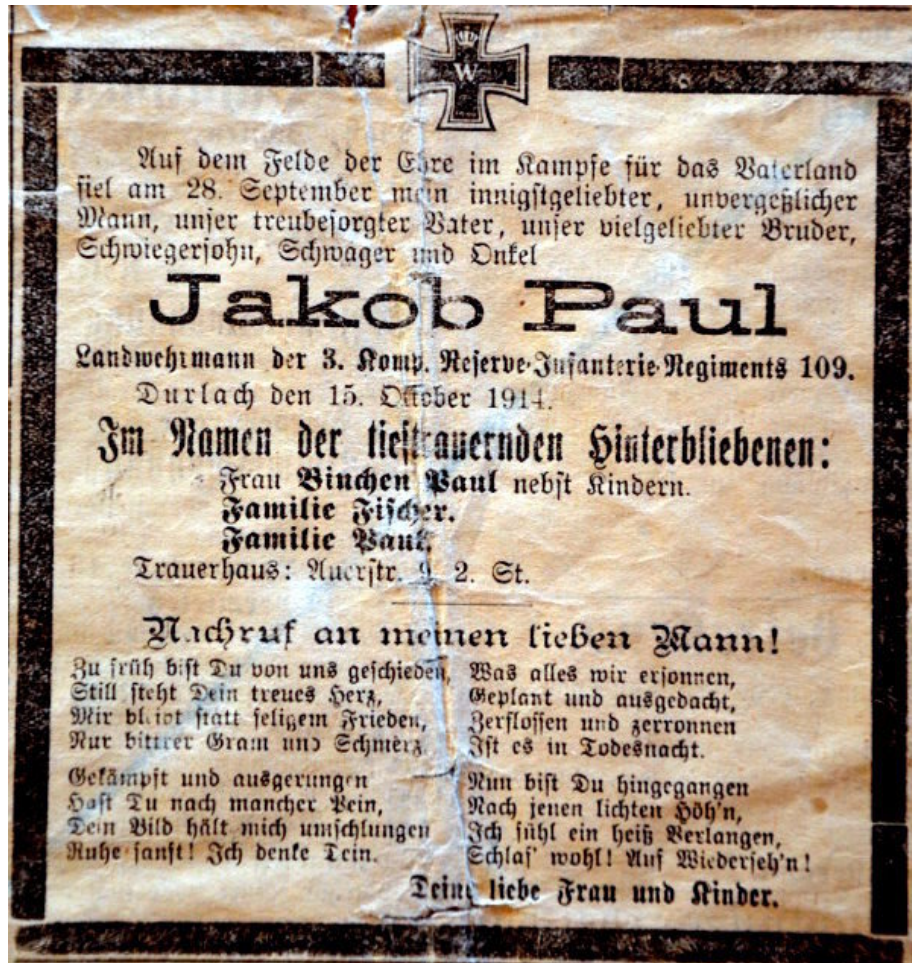 W
Auf dem Felde der Ehre im Kampfe für das Vaterland
fiel am 28. September mein innigstgeliebter, unvergeßlicher
Mann, unser treubesorgter Vater, unser vielgeliebter Bruder,
Schwiegersohn, Schwager und Onkel
Jakob Paul
Landwehrmann der 3. Komp. Reserve-Infanterie-Regiments 109.
Durlach den 15. Oktober 1914.
Im Namen der tieftrauernden Hinterbliebenen:
Frau Binchen Paul nebst Kindern.
Familie Fischer.
Familie Paul.
Trauerhaus: Auerstr. 9, 2. St.
Nachruf an meinen lieben Mann!
Zu früh bist Du von uns geschieden,
Still steht Dein treues Herz,
Mir bleibt statt seligem Frieden,
Nur bittrer Gram und Schmerz.
Gekämpft und ausgerungen
Hast Du nach mancher Pein,
Dein Bild hält mich umschlungen
Ruhe sanft! Ich denke Dein.
Was alles wir ersonnen,
Geplant und ausgedacht,
Zerflossen und zerronnen
Ist es in Todesnacht.
Nun bist Du hingegangen
Nach jenen lichten Höh'n,
Ich fühl ein heiß Verlangen,
Schlaf' wohl! Auf Wiederseh'n!
Deine liebe Frau und Kinder.